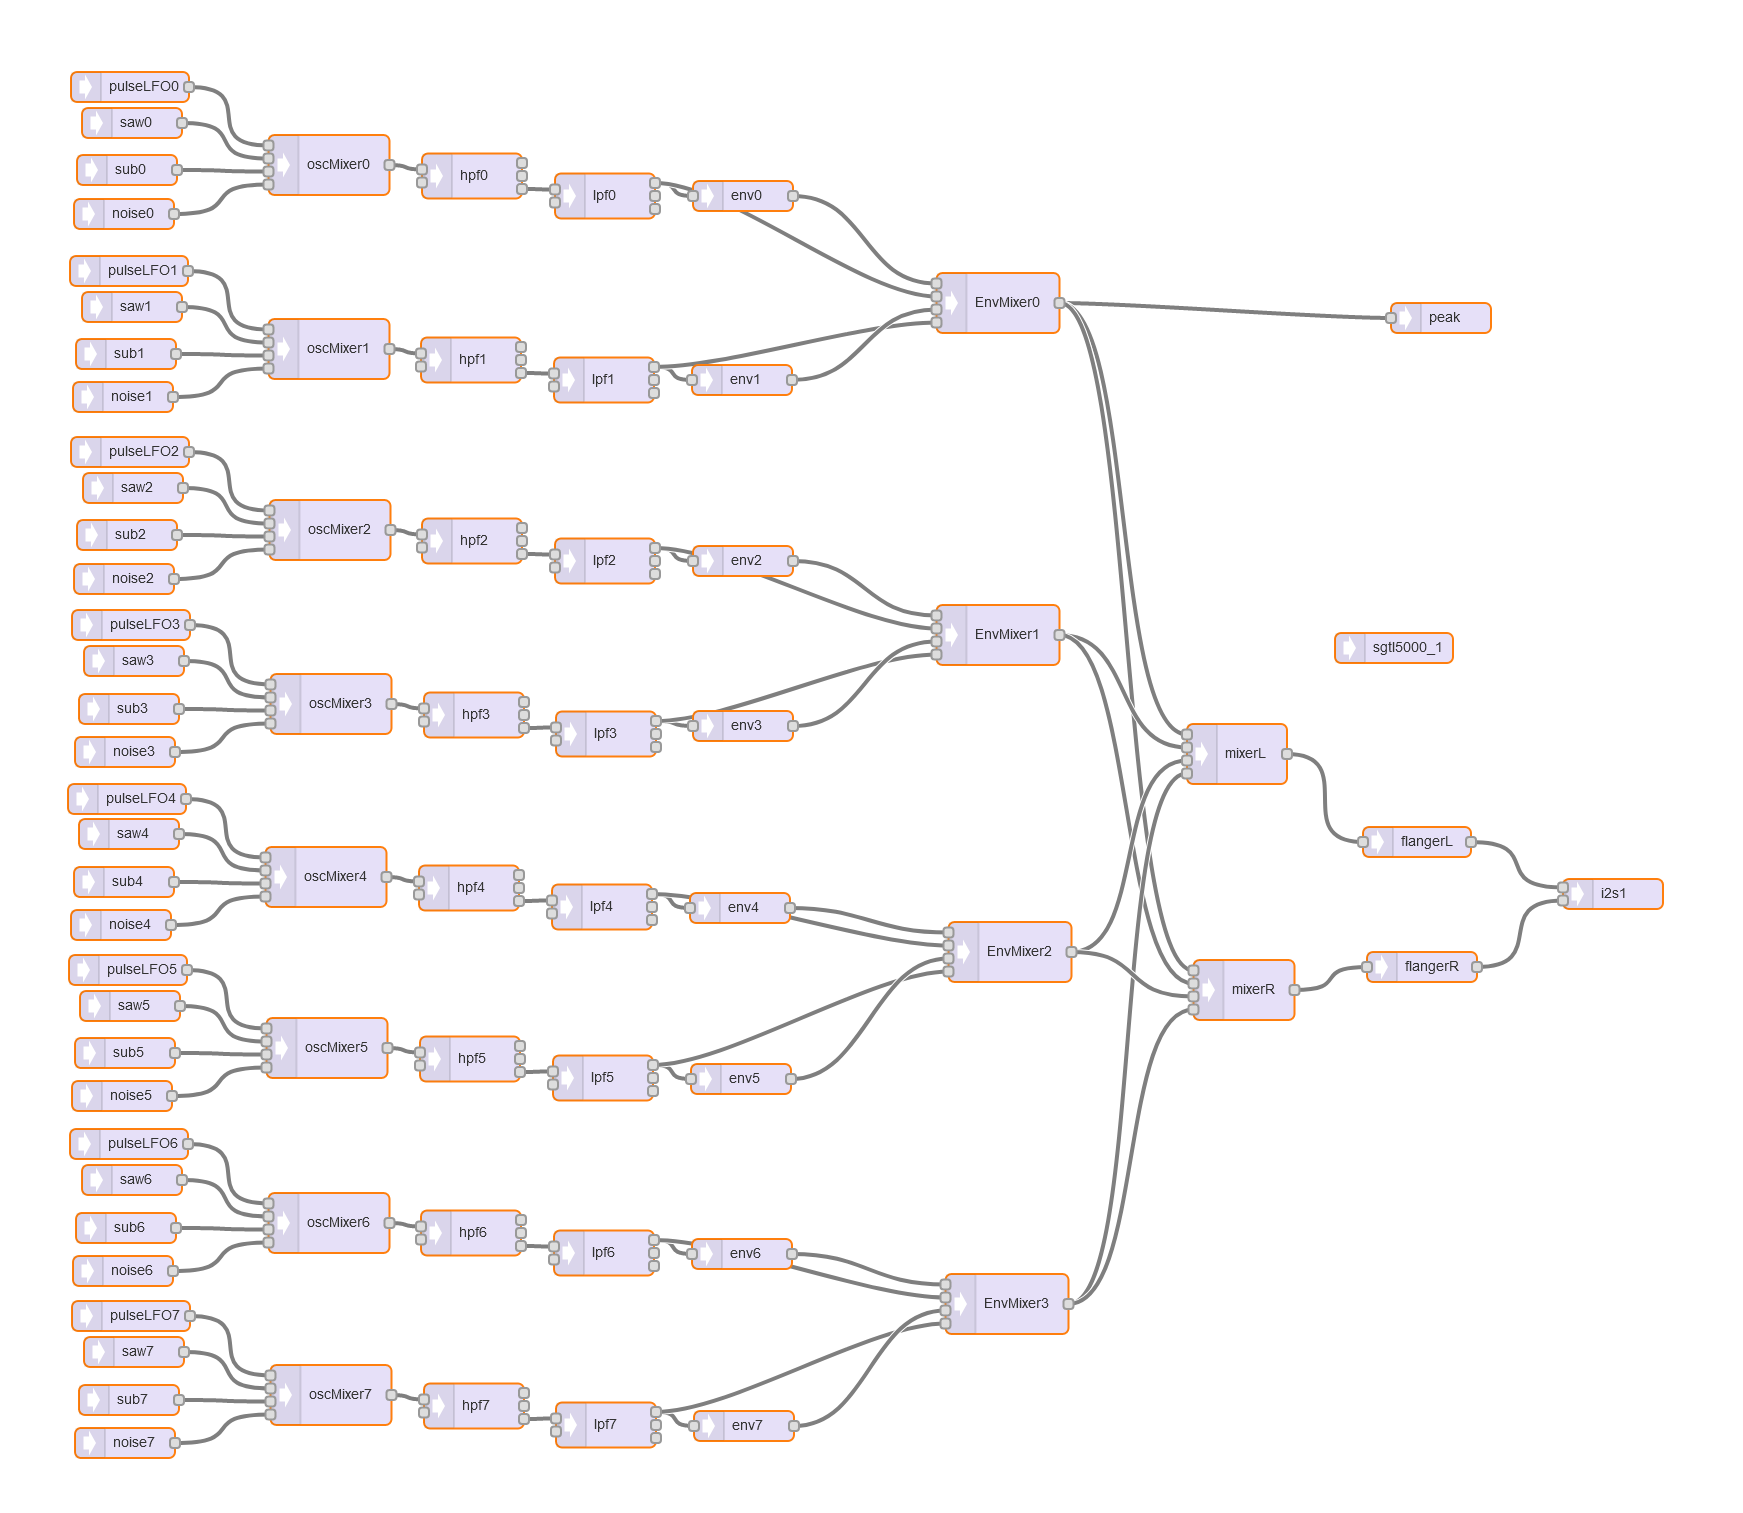 pulseLFO0
saw0
sub0
noise0
oscMixer0
hpf0
lpf0
env0
pulseLFO1
saw1
sub1
noise1
oscMixer1
hpf1
lpf1
env1
EnvMixer0
peak
pulseLFO2
saw2
sub2
noise2
oscMixer2
hpf2
lpf2
env2
pulseLFO3
saw3
sub3
noise3
oscMixer3
hpf3
lpf3
env3
EnvMixer1
sgtl5000_1
mixerL
pulseLFO4
saw4
sub4
noise4
oscMixer4
hpf4
lpf4
env4
flangerL
i2s1
pulseLFO5
saw5
sub5
noise5
oscMixer5
hpf5
lpf5
env5
EnvMixer2
mixerR
flangerR
pulseLFO6
saw6
sub6
noise6
oscMixer6
hpf6
lpf6
env6
pulseLFO7
saw7
sub7
noise7
oscMixer7
hpf7
lpf7
env7
EnvMixer3